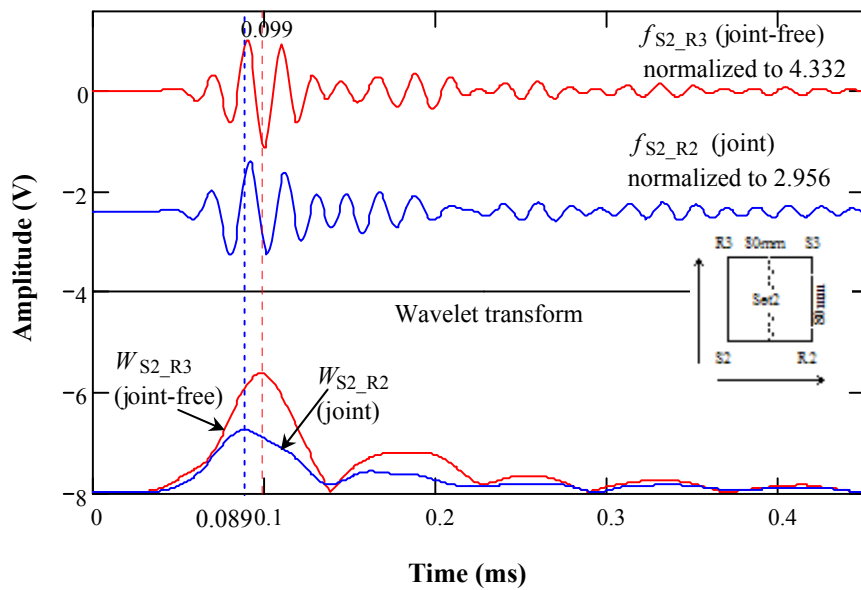 0.099
f S2_R3 (joint-free)
normalized to 4.332
0
f S2_R2 (joint)
normalized to 2.956
−2
R3 80mm S3
Amplitude (V)
−4
Wavelet transform
Set2
80mm
S2 R2
W S2_R3
(joint-free)
W S2_R2
(joint)
−6
−8
0
0.089
0.1
0.2
0.3
0.4
Time (ms)